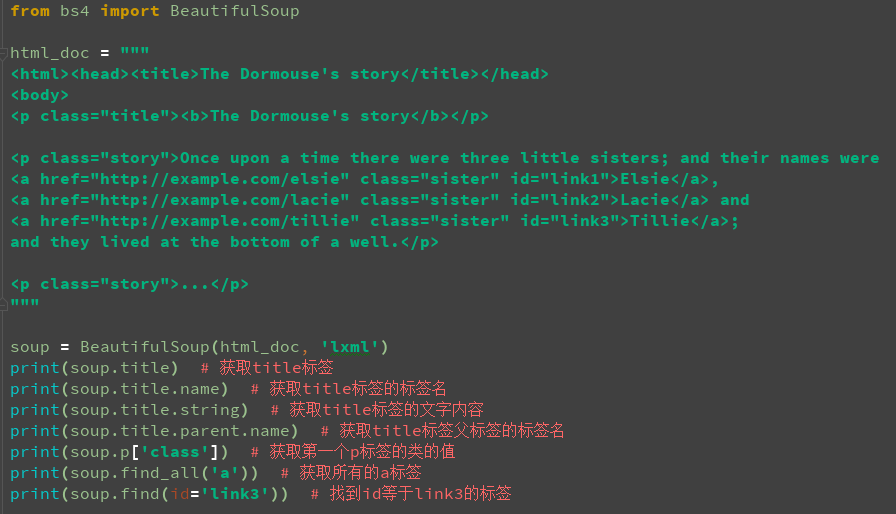 from bs4 import BeautifulSoup
html_doc = """
<html><head><title>The Dormouse's story</title></head>
<body>
<p class="title"><b>The Dormouse's story</b></p>
<p class="story">Once upon a time there were three little sisters; and their names were
<a href="http://example.com/elsie" class="sister" id="link1">Elsie</a>,
<a href="http://example.com/lacie" class="sister" id="link2">Lacie</a> and
<a href="http://example.com/tillie" class="sister" id="link3">Tillie</a>;
and they lived at the bottom of a well.</p>
<p class="story">...</p>
"""
soup = BeautifulSoup(html_doc, 'lxml')
print(soup.title)  # 获取title标签
print(soup.title.name)  # 获取title标签的标签名
print(soup.title.string)  # 获取title标签的文字内容
print(soup.title.parent.name)  # 获取title标签父标签的标签名
print(soup.p['class'])  # 获取第一个p标签的类的值
print(soup.find_all('a'))  # 获取所有的a标签
print(soup.find(id='link3'))  # 找到id等于link3的标签